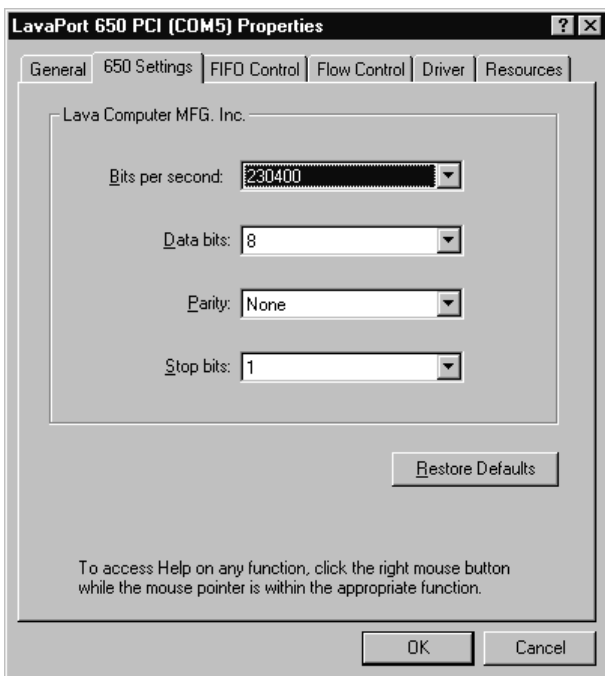 LavaPort 650 PCI (COM5) Properties
General 650 Settings FIFO Control Flow Control Driver Resources
Lava Computer MFG. Inc.
Bits per second: 230400
Data bits: 8
Parity: None
Stop bits: 1
Restore Defaults
To access Help on any function, click the right mouse button
while the mouse pointer is within the appropriate function.
OK Cancel